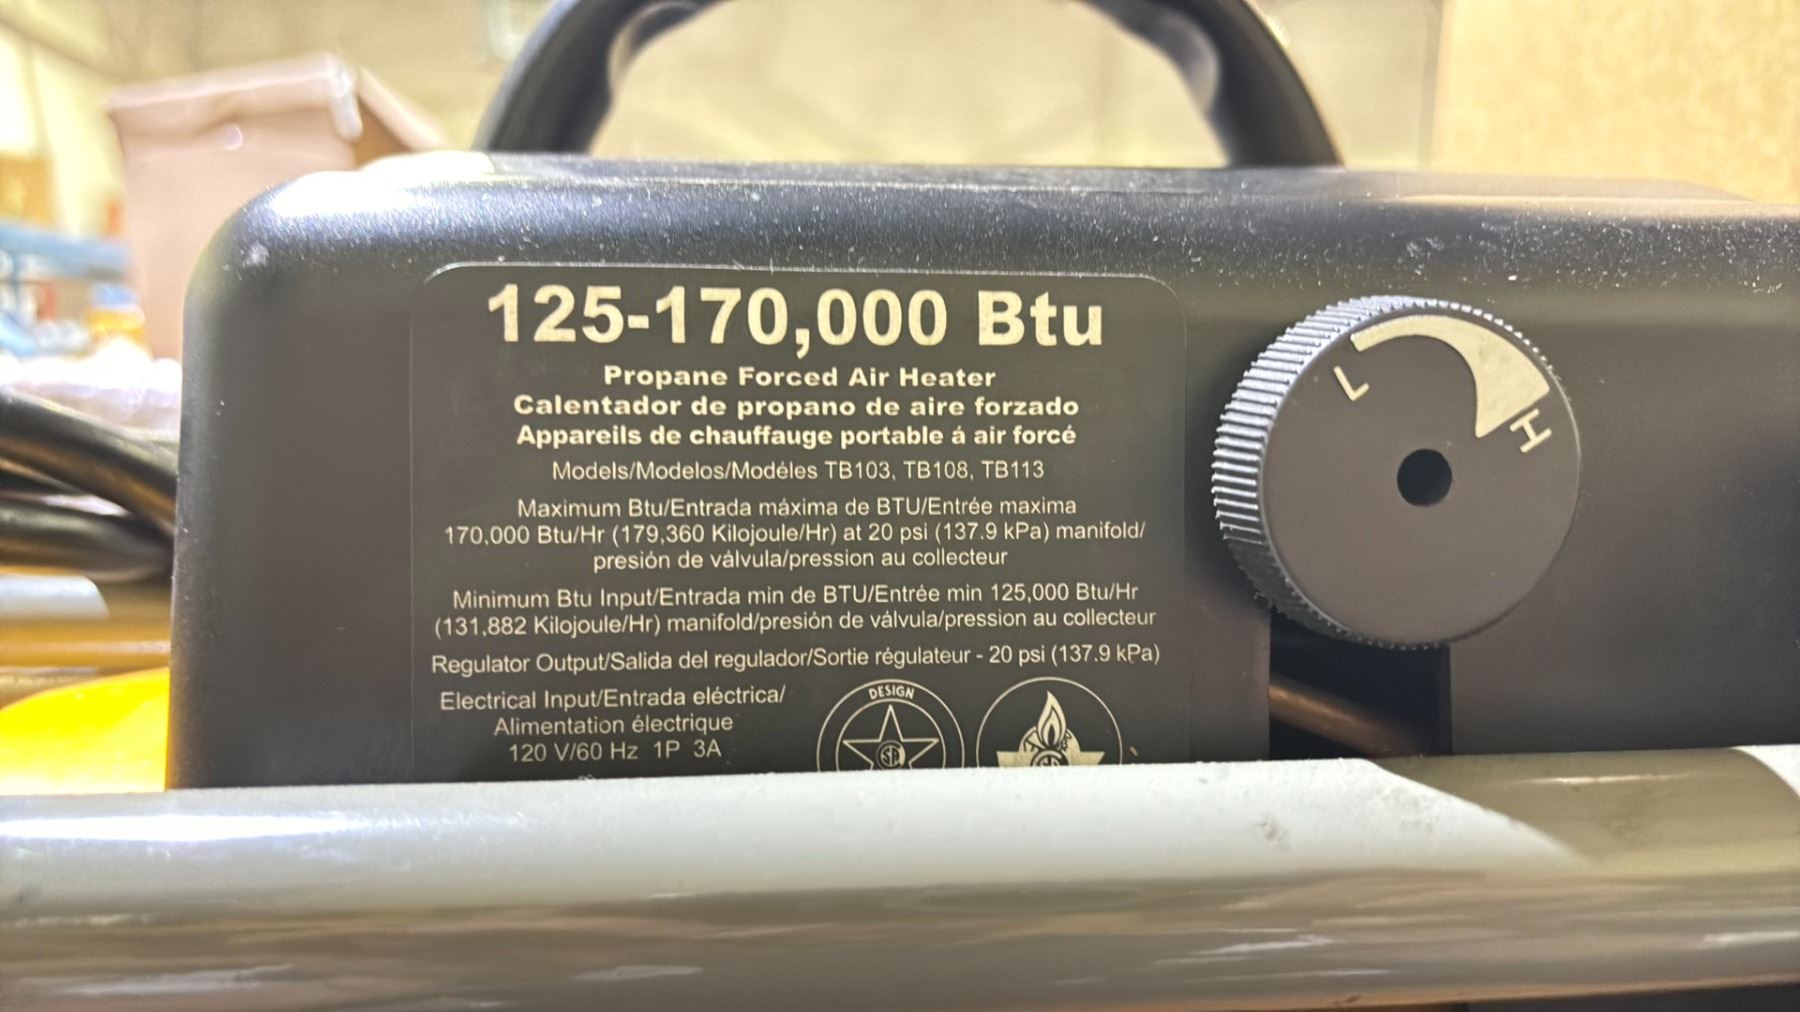 125-170,000 Btu
Propane Forced Air Heater
Calentador de propano de aire forzado
Appareils de chauffauge portable á air forcé
Models/Modelos/Modéles TB103, TB108, TB113
Maximum Btu/Entrada máxima de BTU/Entrée maxima
170,000 Btu/Hr (179,360 Kilojoule/Hr) at 20 psi (137.9 kPa) manifold/
presión de válvula/pression au collecteur
Minimum Btu Input/Entrada min de BTU/Entrée min 125,000 Btu/Hr
(131,882 Kilojoule/Hr) manifold/presión de válvula/pression au collecteur
Regulator Output/Salida del regulador/Sortie régulateur - 20 psi (137.9 kPa)
Electrical Input/Entrada eléctrica/
Alimentation électrique
120 V/60 Hz 1P 3A
DESIGN
L
H